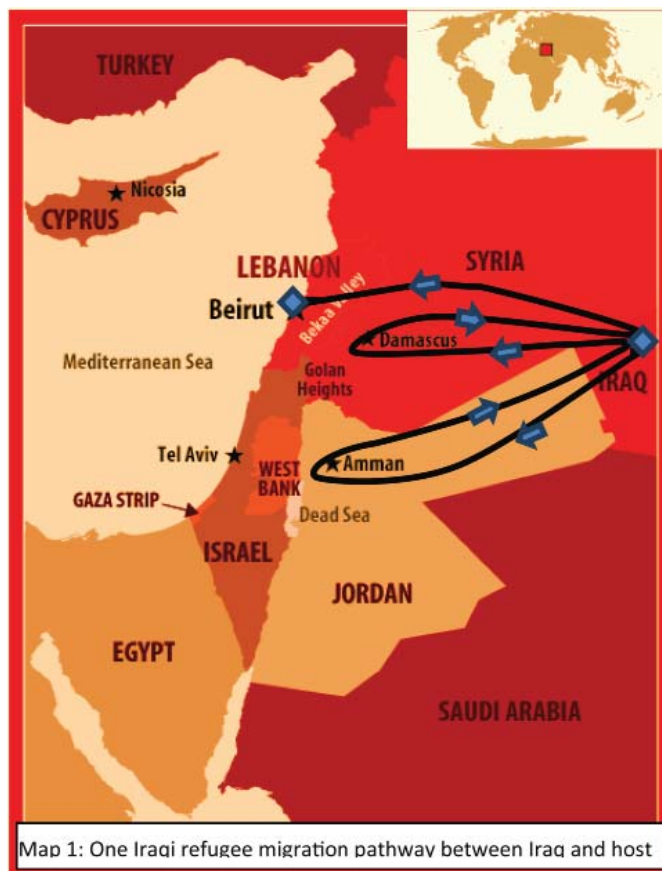 TURKEY
Nicosia
CYPRUS
LEBANON
SYRIA
Beirut
Bekaa Valley
Damascus
Mediterranean Sea
Golan
Heights
IRAQ
Tel Aviv
WEST
BANK
Amman
GAZA STRIP
Dead Sea
ISRAEL
JORDAN
EGYPT
SAUDI ARABIA
Map 1: One Iraqi refugee migration pathway between Iraq and host